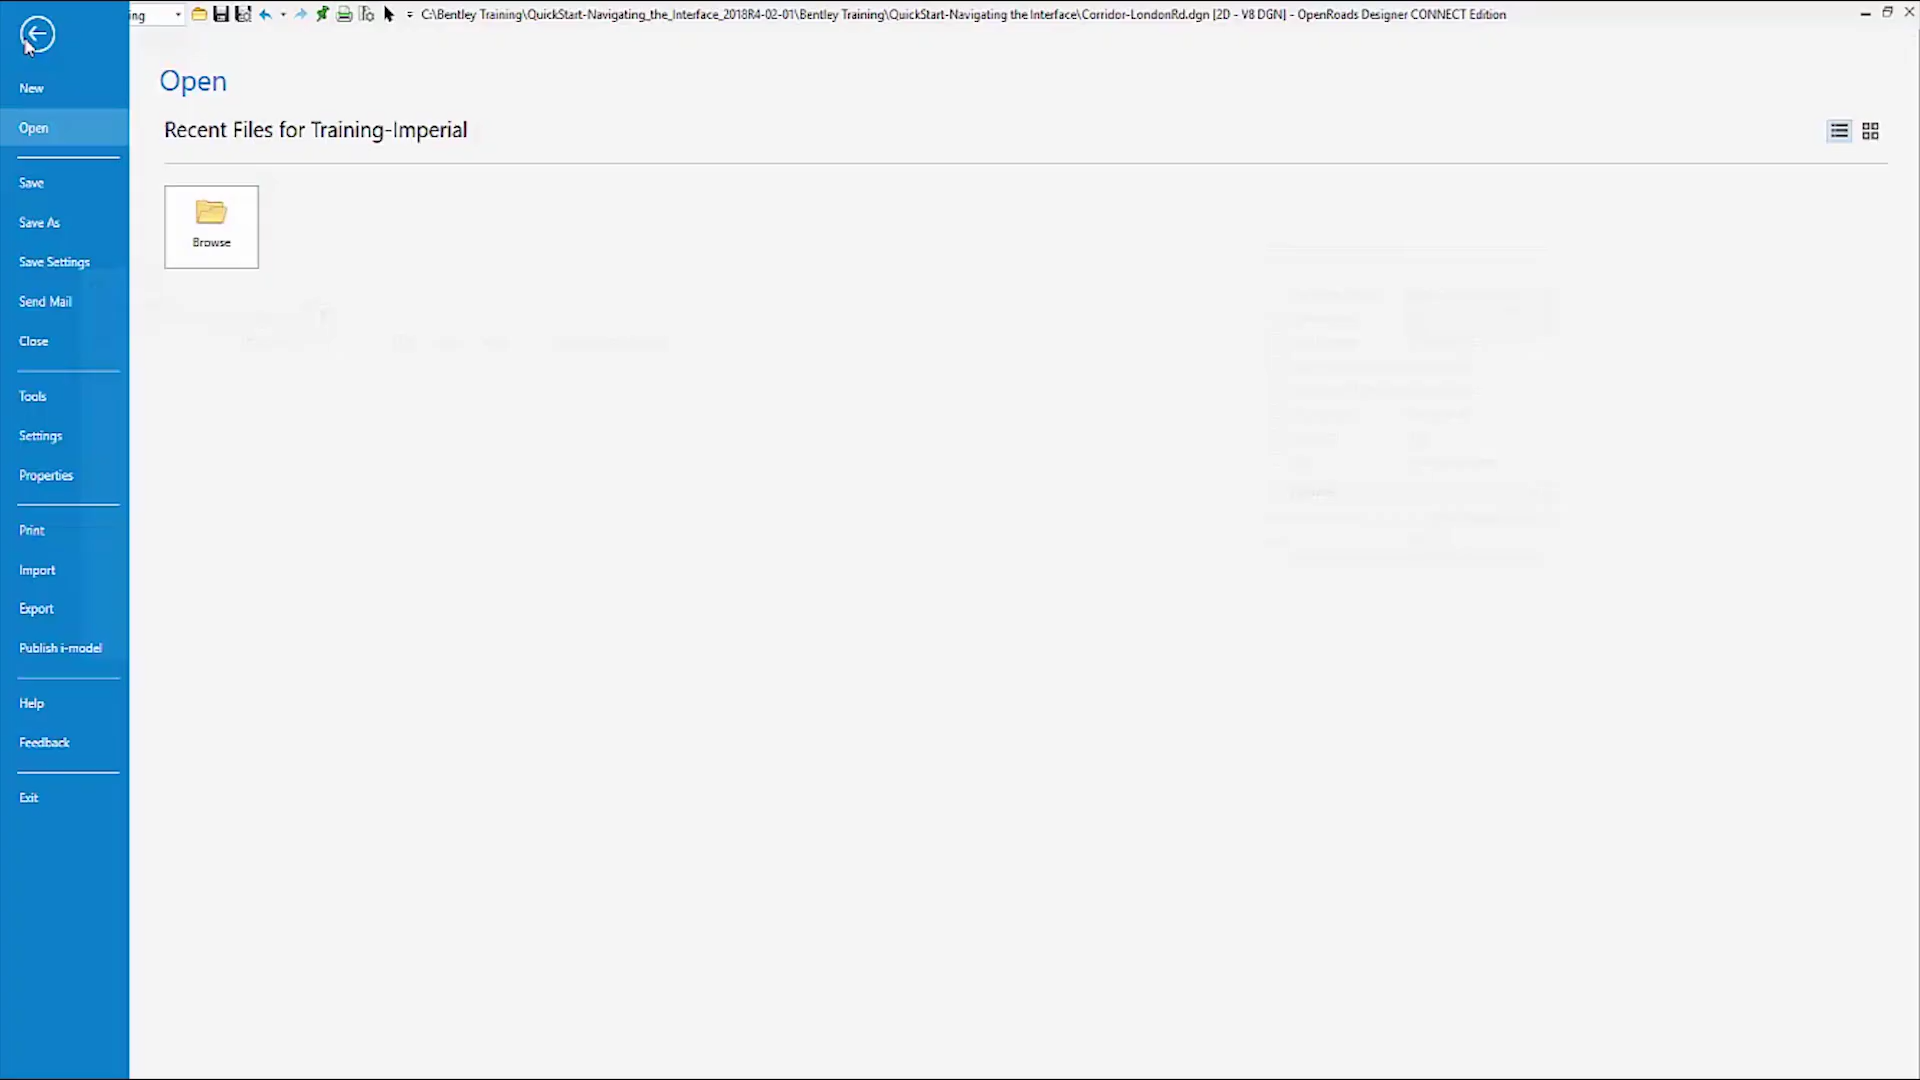 ing
C:\Bentley Training\QuickStart-Navigating_the_Interface_2018R4-02-01\Bentley Training\QuickStart-Navigating the Interface\Corridor-LondonRd.dgn [2D - V8 DGN] - OpenRoads Designer CONNECT Edition
New
Open
Save
Save As
Save Settings
Send Mail
Close
Tools
Settings
Properties
Print
Import
Export
Publish i-model
Help
Feedback
Exit
Open
Recent Files for Training-Imperial
Browse